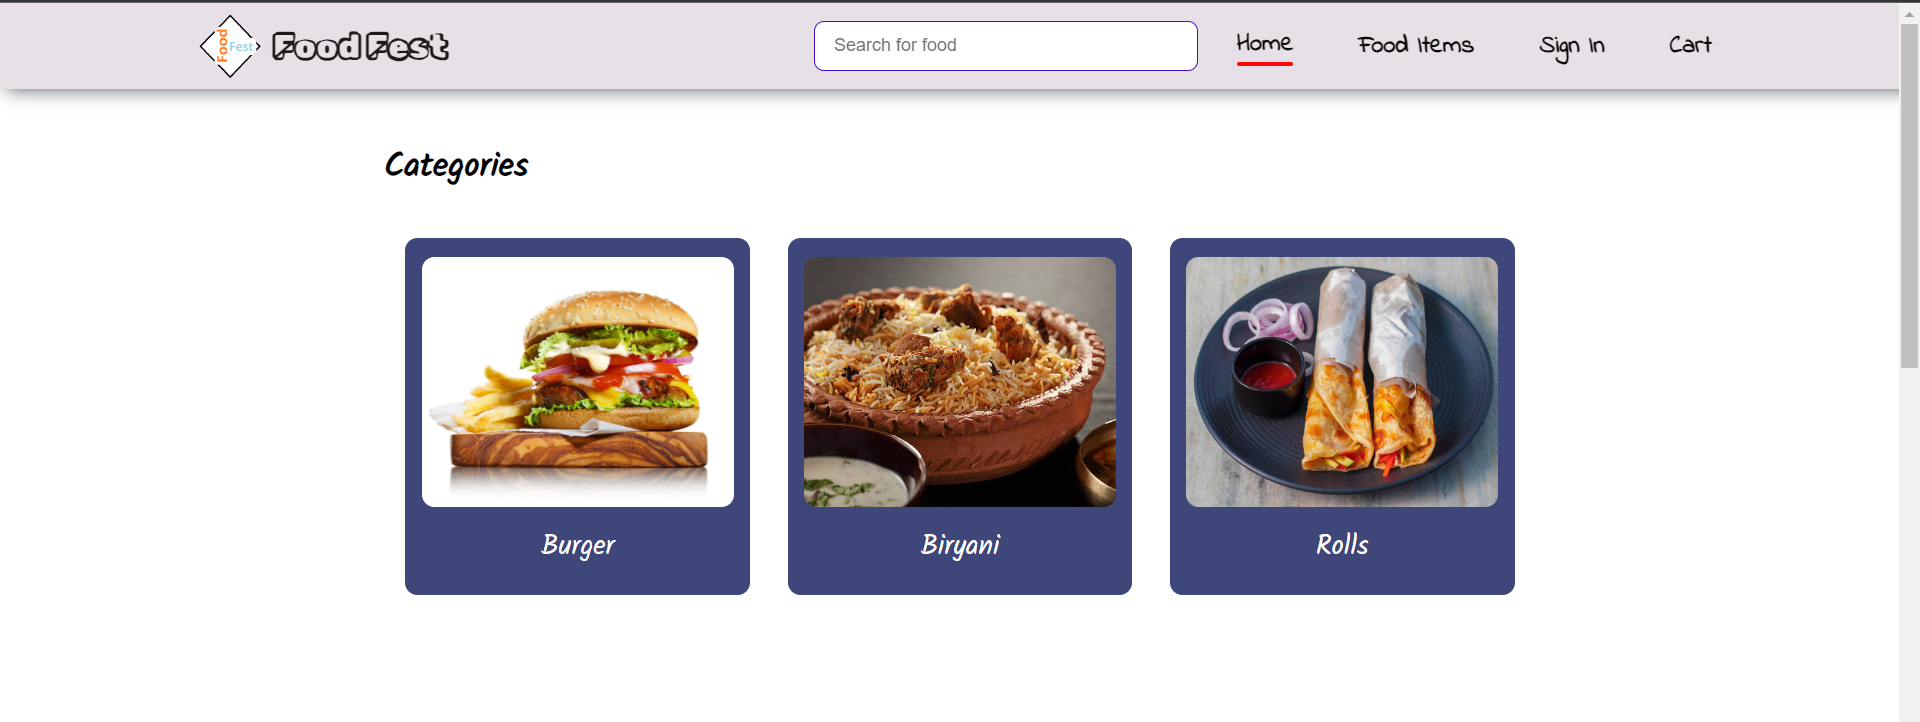 Food
Fest
Food Fest
Search for food
Home
Food Items
Sign In
Cart
Categories
Burger
Biryani
Rolls